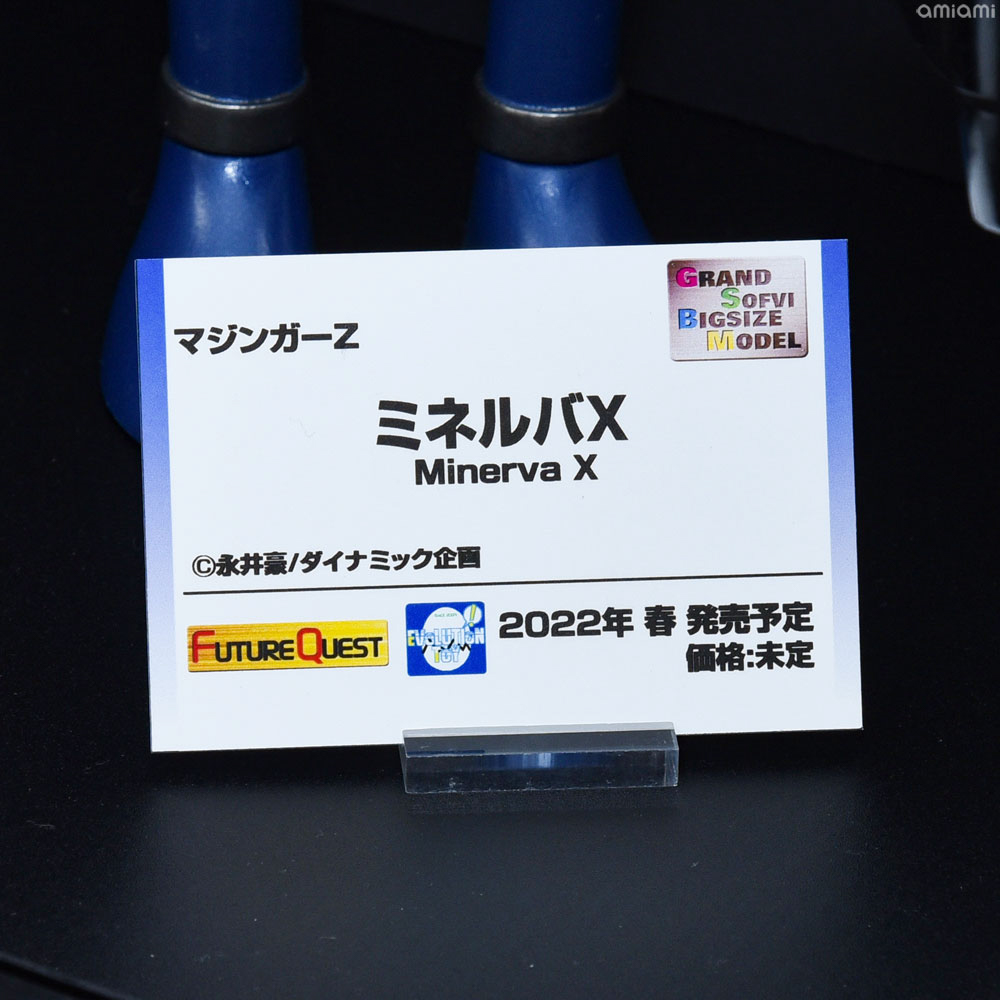 amiami
GRAND
SOFVI
BIGSIZE
MODEL
マジンガーZ
ミネルバX
Minerva X
©永井豪/ダイナミック企画
FUTURE QUEST
EVOLUTION
TOY
2022年 春 発売予定
価格:未定